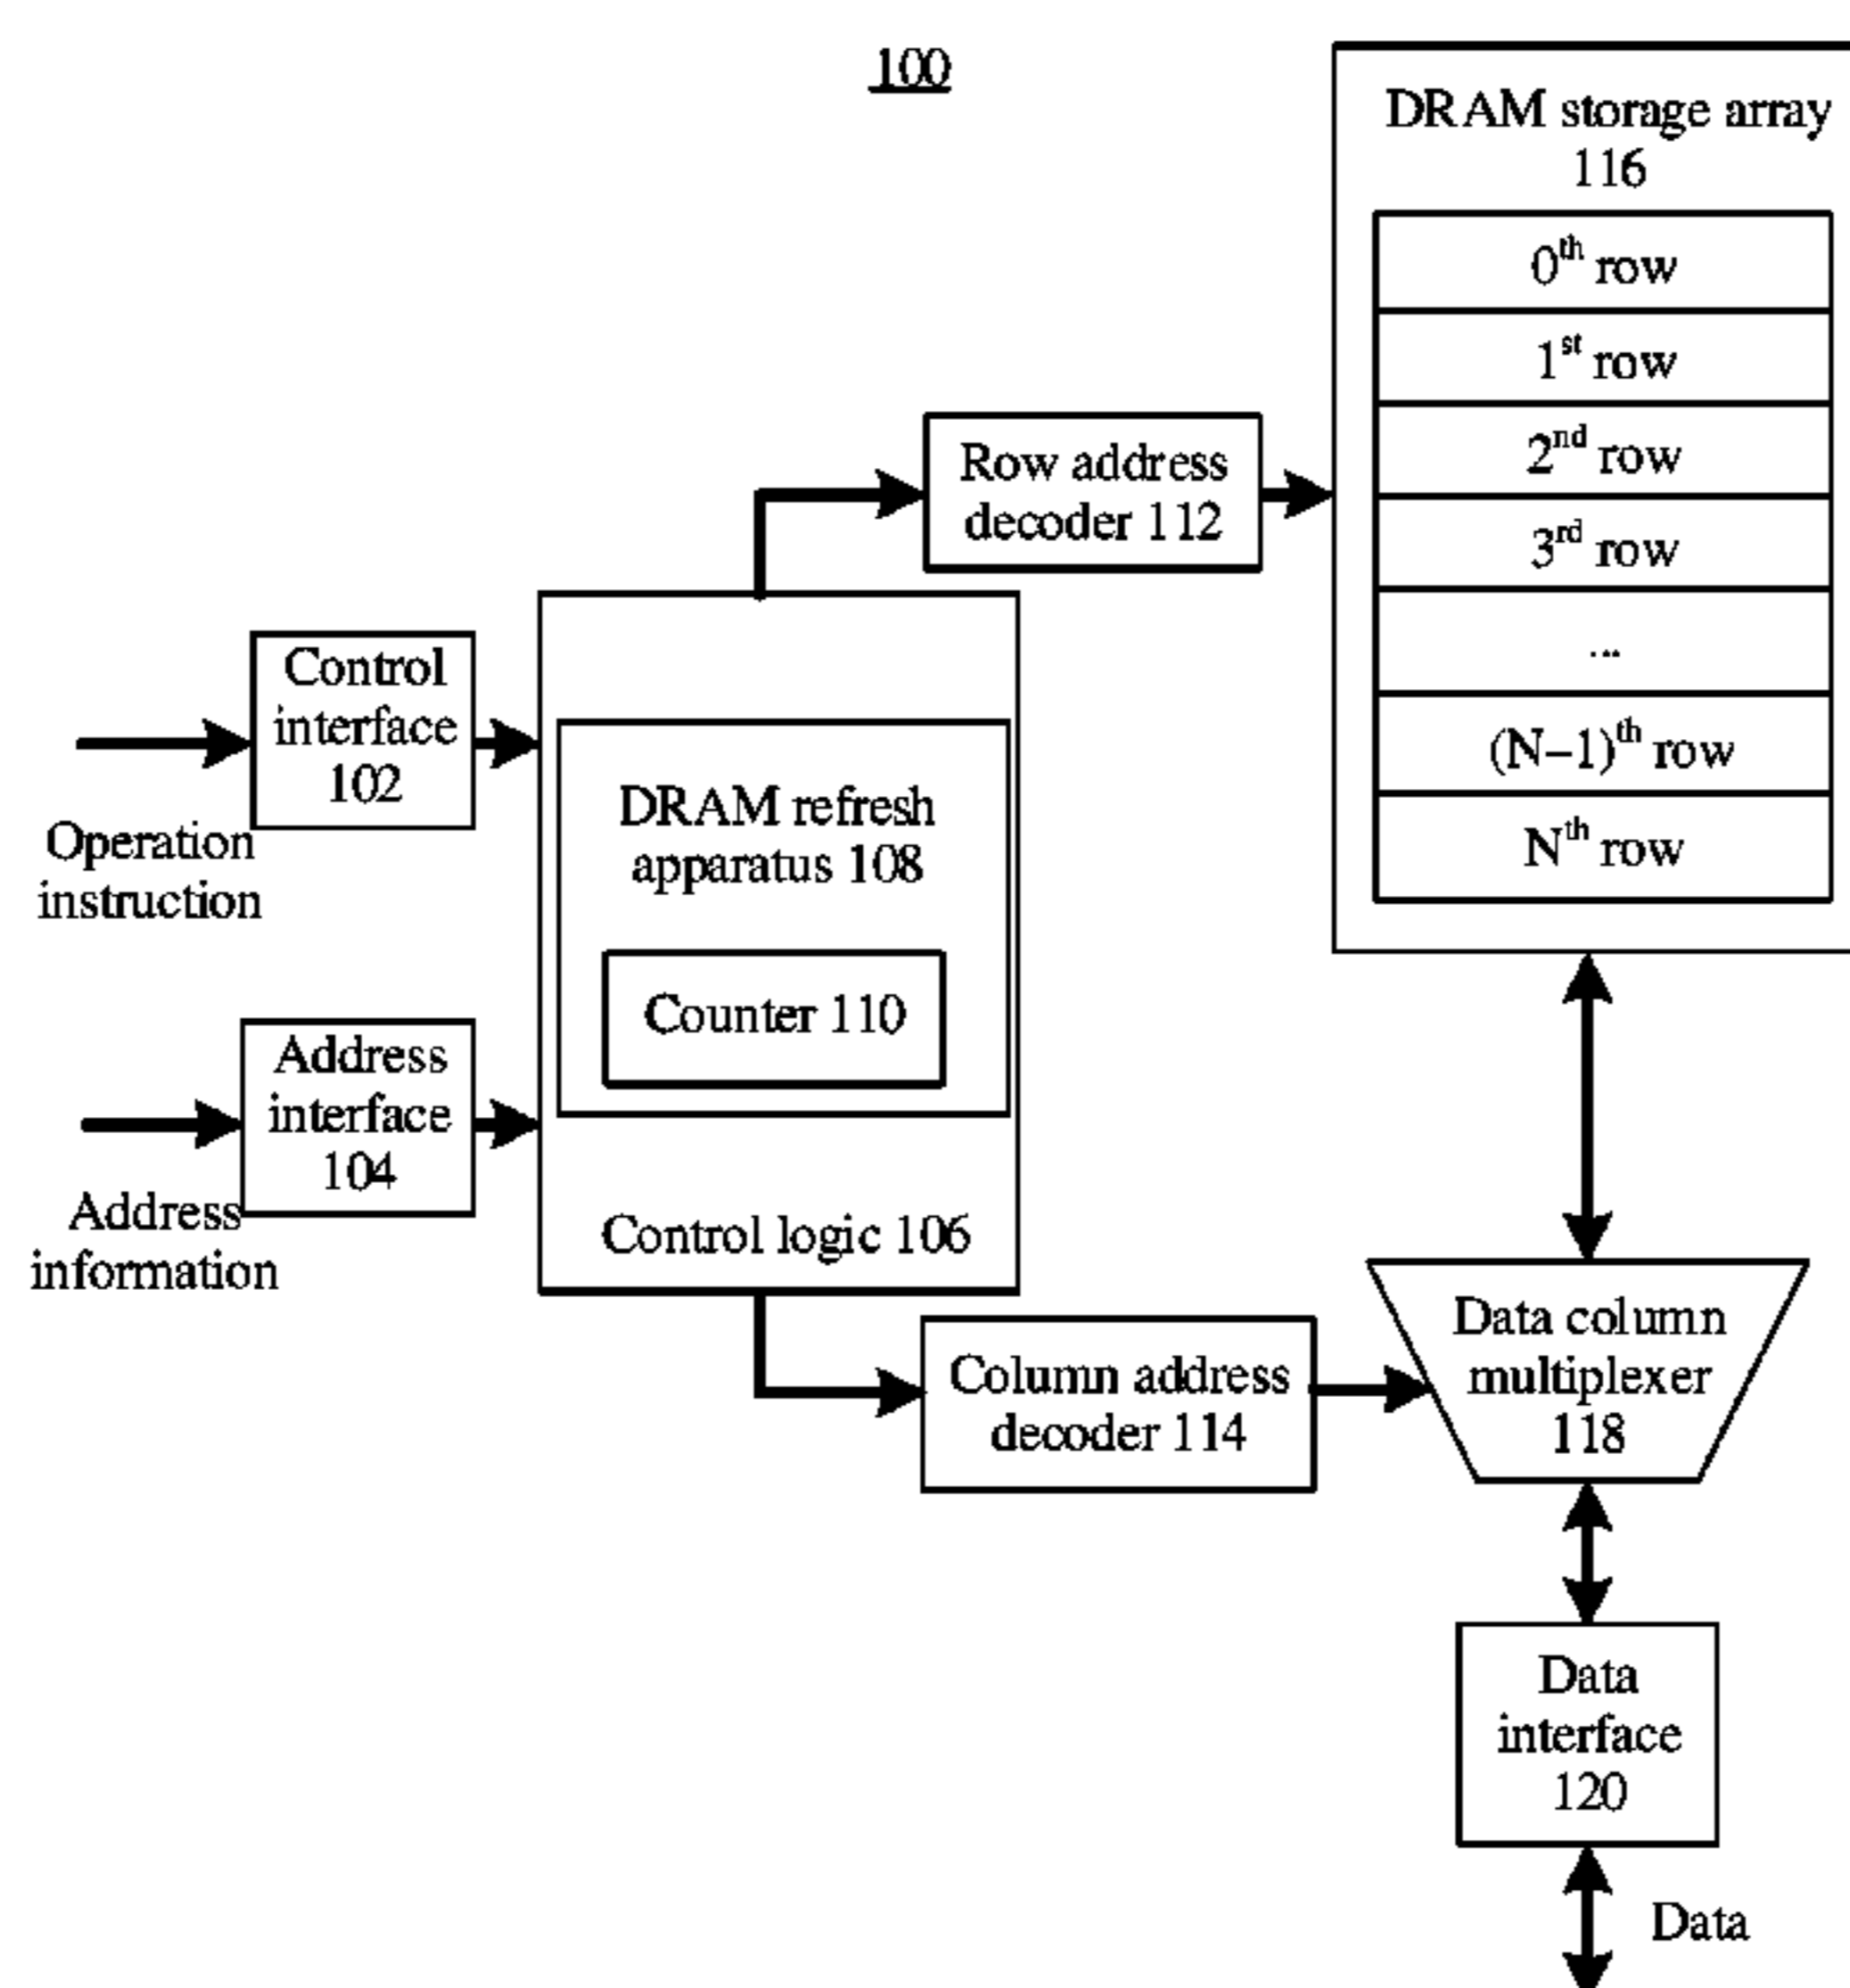 100
DRAM storage array
116
0th row
1st row
2nd row
3rd row
...
(N–1)th row
Nth row
Row address
decoder 112
Control
interface
102
Operation
instruction
DRAM refresh
apparatus 108
Counter 110
Address
interface
104
Address
information
Control logic 106
Column address
decoder 114
Data column
multiplexer
118
Data
interface
120
Data